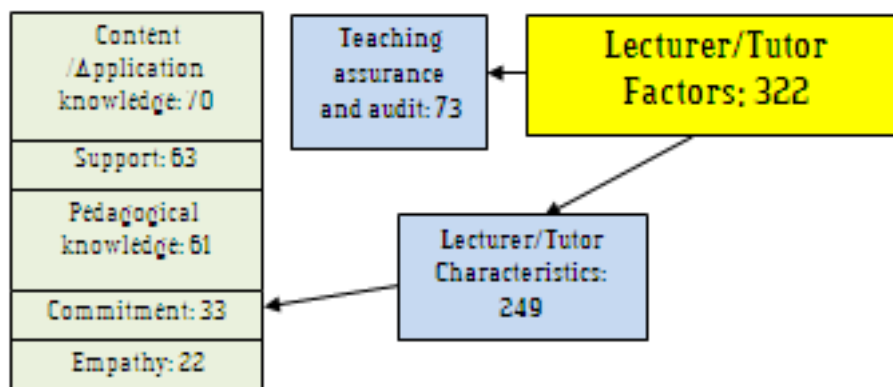 Content
/Application
knowledge: 70
Support: 63
Pedagogical
knowledge: 61
Commitment: 33
Empathy: 22
Teaching
assurance
and audit: 73
Lecturer/Tutor
Factors: 322
Lecturer/Tutor
Characteristics:
249